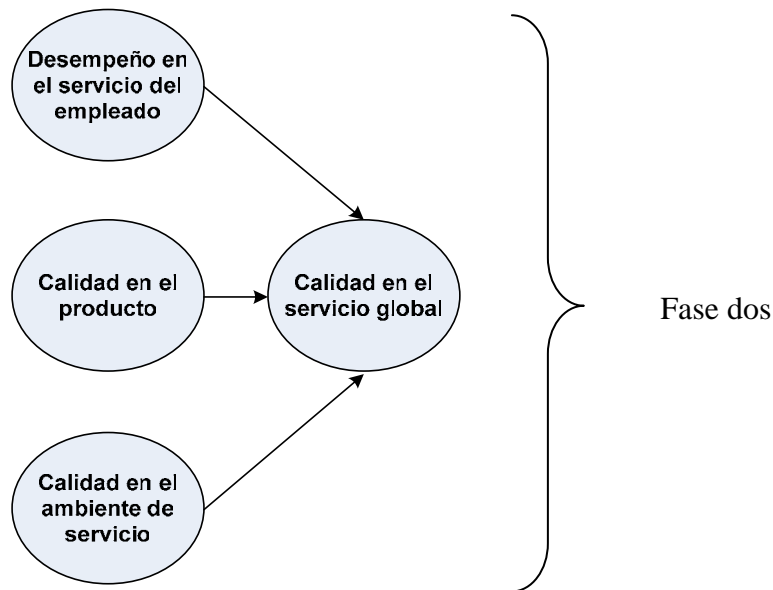 Desempeño en
el servicio del
empleado
Calidad en el
producto
Calidad en el
servicio global
Fase dos
Calidad en el
ambiente de
servicio